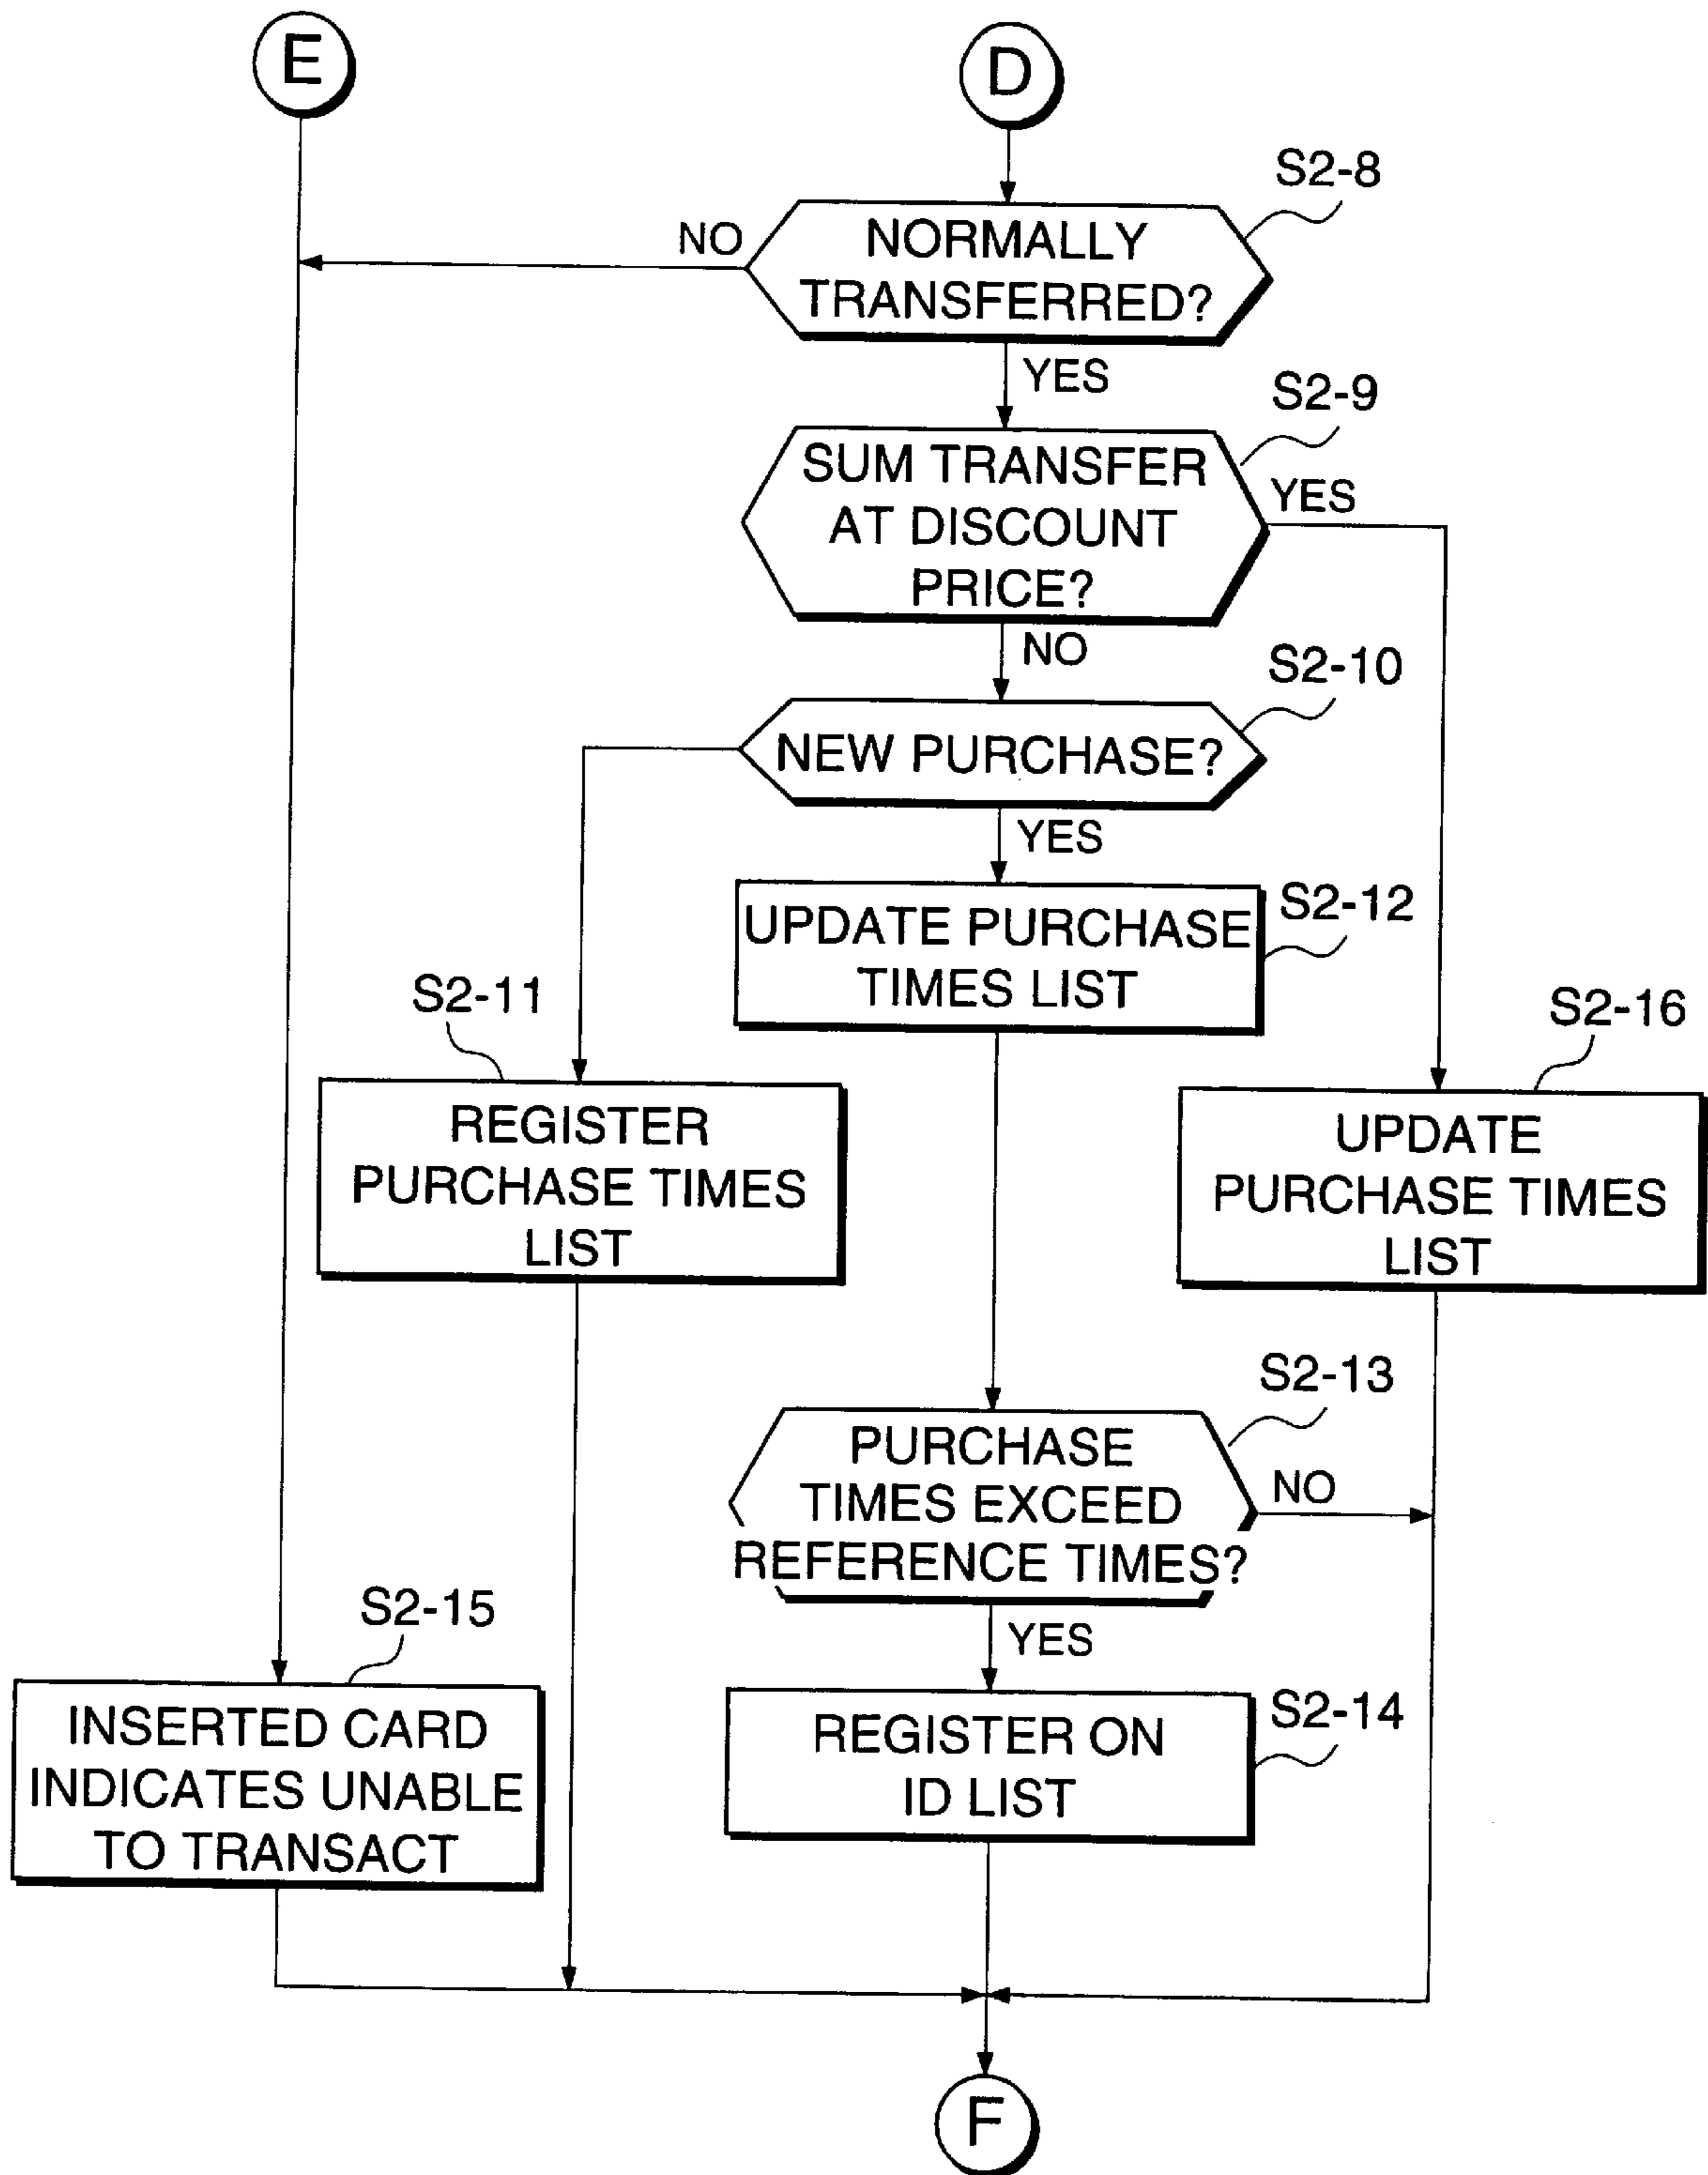 E
D
S2-8
NO
NORMALLY
TRANSFERRED?
YES
S2-9
SUM TRANSFER
AT DISCOUNT
PRICE?
YES
NO
S2-10
NEW PURCHASE?
YES
S2-12
UPDATE PURCHASE
TIMES LIST
S2-11
REGISTER
PURCHASE TIMES
LIST
S2-16
UPDATE
PURCHASE TIMES
LIST
S2-13
PURCHASE
TIMES EXCEED
REFERENCE TIMES?
NO
YES
S2-15
INSERTED CARD
INDICATES UNABLE
TO TRANSACT
S2-14
REGISTER ON
ID LIST
F